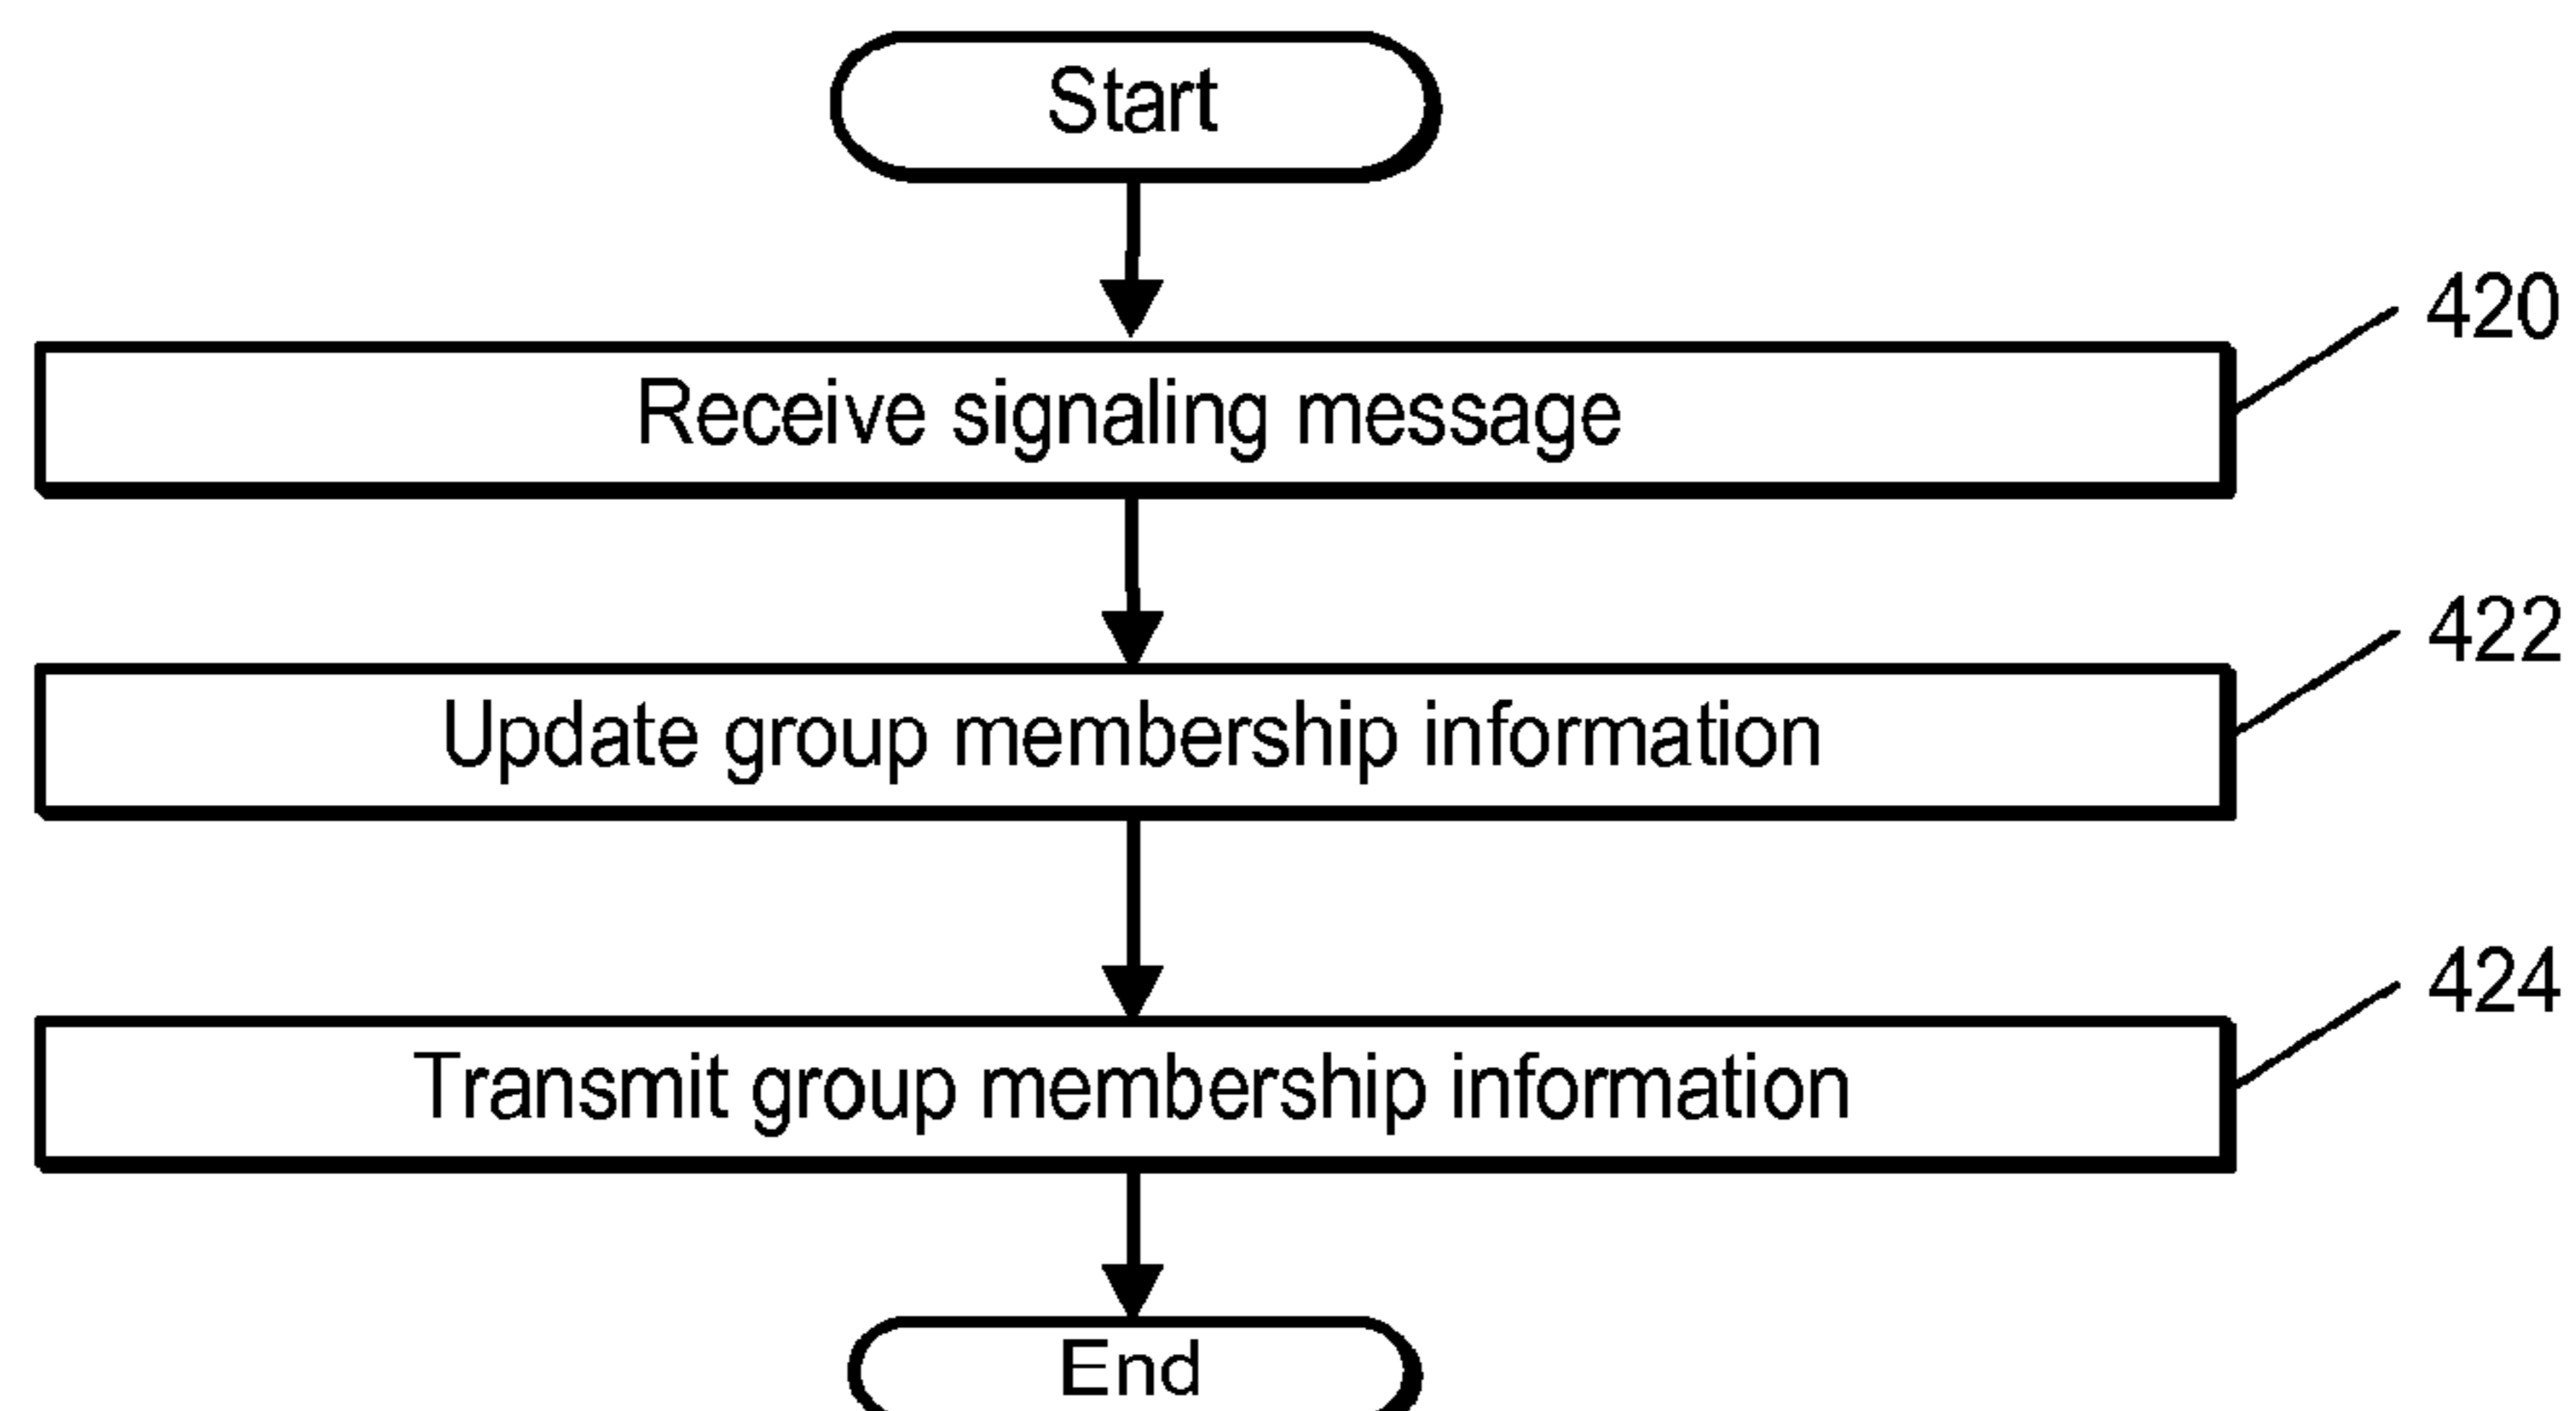 Start
420
Receive signaling message
422
Update group membership information
424
Transmit group membership information
End